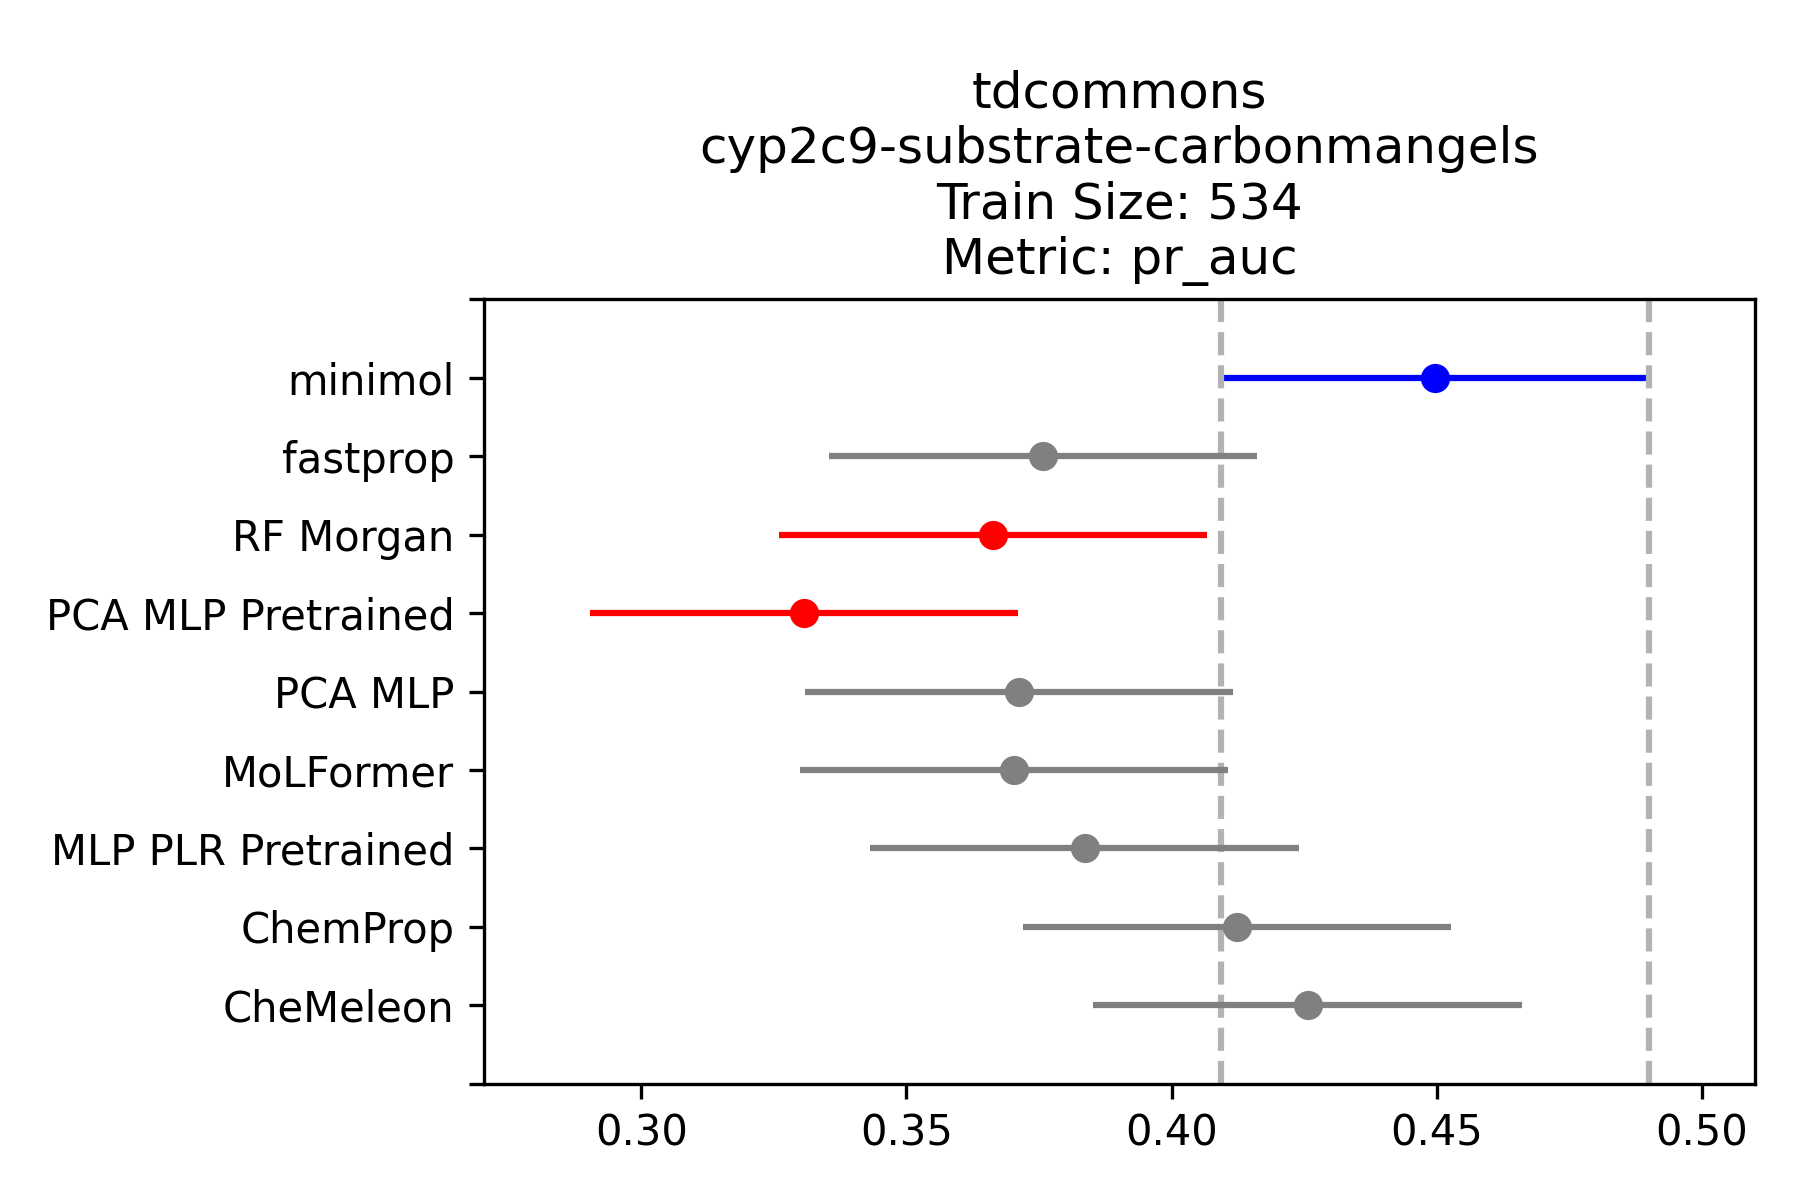 tdcommons
cyp2c9-substrate-carbonmangels
Train Size: 534
Metric: pr_auc
minimol
fastprop
RF Morgan
PCA MLP Pretrained
PCA MLP
MoLFormer
MLP PLR Pretrained
ChemProp
CheMeleon
0.30 0.35 0.40 0.45 0.50